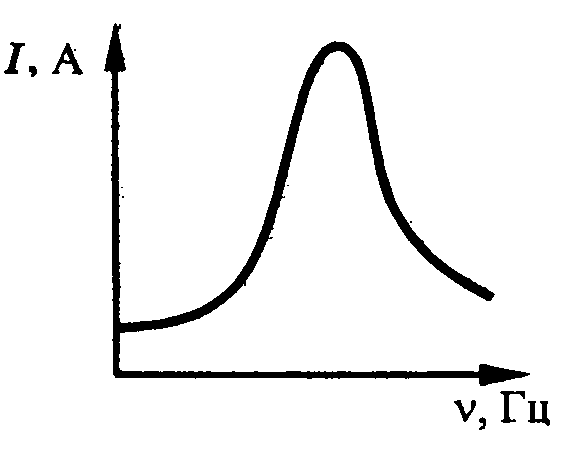 I, А
ν, Гц